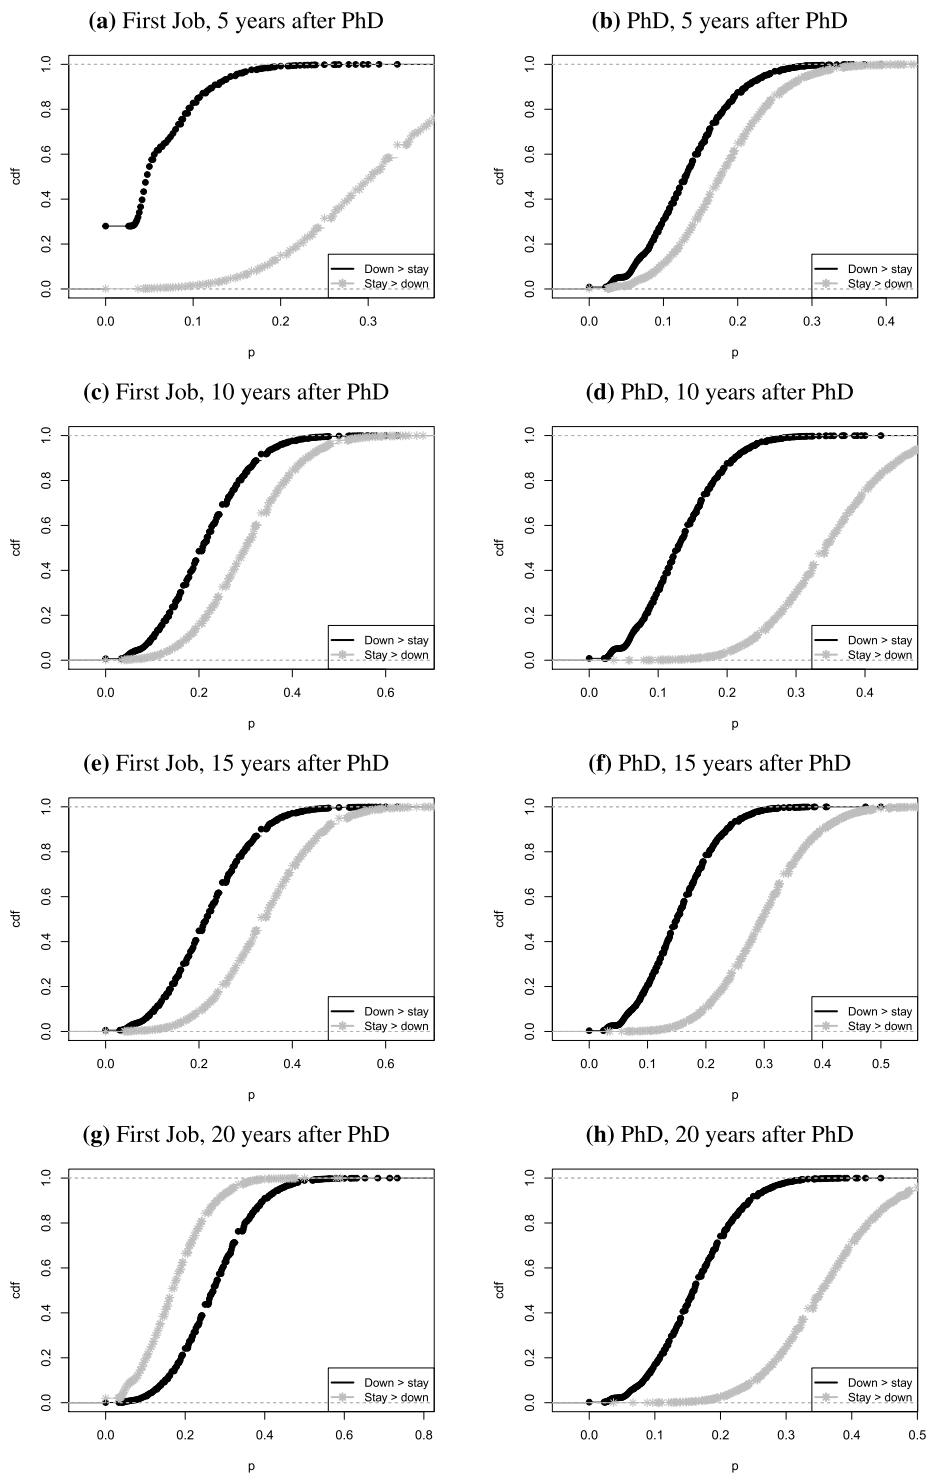 (a) First Job, 5 years after PhD
cdf
0.0 0.2 0.4 0.6 0.8 1.0
Down > stay
Stay > down
0.0 0.1 0.2 0.3
p
(b) PhD, 5 years after PhD
cdf
0.0 0.2 0.4 0.6 0.8 1.0
Down > stay
Stay > down
0.0 0.1 0.2 0.3 0.4
p
(c) First Job, 10 years after PhD
cdf
0.0 0.2 0.4 0.6 0.8 1.0
Down > stay
Stay > down
0.0 0.2 0.4 0.6
p
(d) PhD, 10 years after PhD
cdf
0.0 0.2 0.4 0.6 0.8 1.0
Down > stay
Stay > down
0.0 0.1 0.2 0.3 0.4
p
(e) First Job, 15 years after PhD
cdf
0.0 0.2 0.4 0.6 0.8 1.0
Down > stay
Stay > down
0.0 0.2 0.4 0.6
p
(f) PhD, 15 years after PhD
cdf
0.0 0.2 0.4 0.6 0.8 1.0
Down > stay
Stay > down
0.0 0.1 0.2 0.3 0.4 0.5
p
(g) First Job, 20 years after PhD
cdf
0.0 0.2 0.4 0.6 0.8 1.0
Down > stay
Stay > down
0.0 0.2 0.4 0.6 0.8
p
(h) PhD, 20 years after PhD
cdf
0.0 0.2 0.4 0.6 0.8 1.0
Down > stay
Stay > down
0.0 0.1 0.2 0.3 0.4 0.5
p